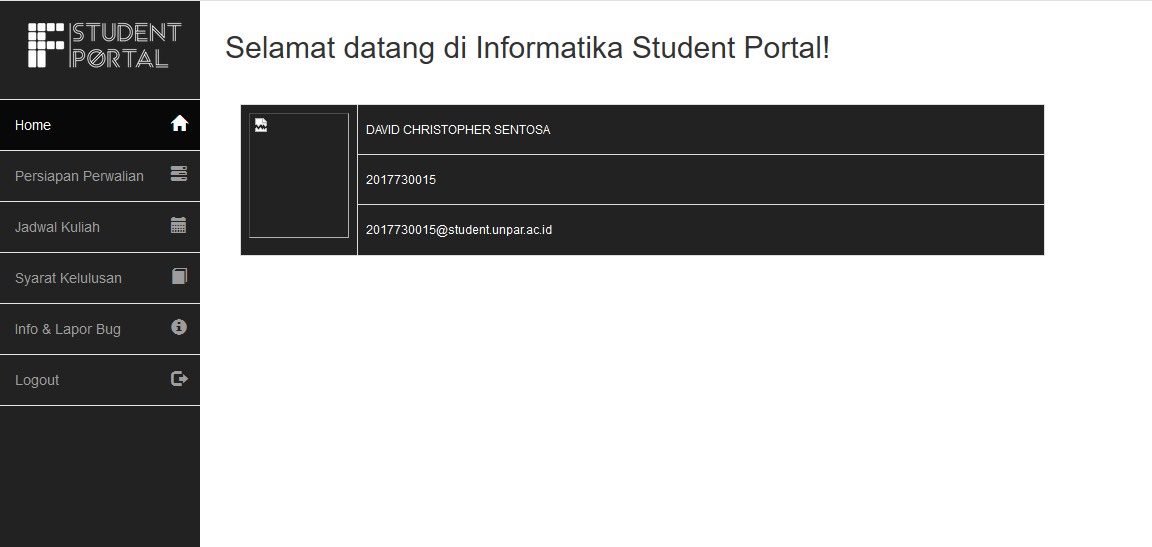 STUDENT
PORTAL
Selamat datang di Informatika Student Portal!
Home
Persiapan Perwalian
Jadwal Kuliah
Syarat Kelulusan
Info & Lapor Bug
Logout
DAVID CHRISTOPHER SENTOSA
2017730015
2017730015@student.unpar.ac.id